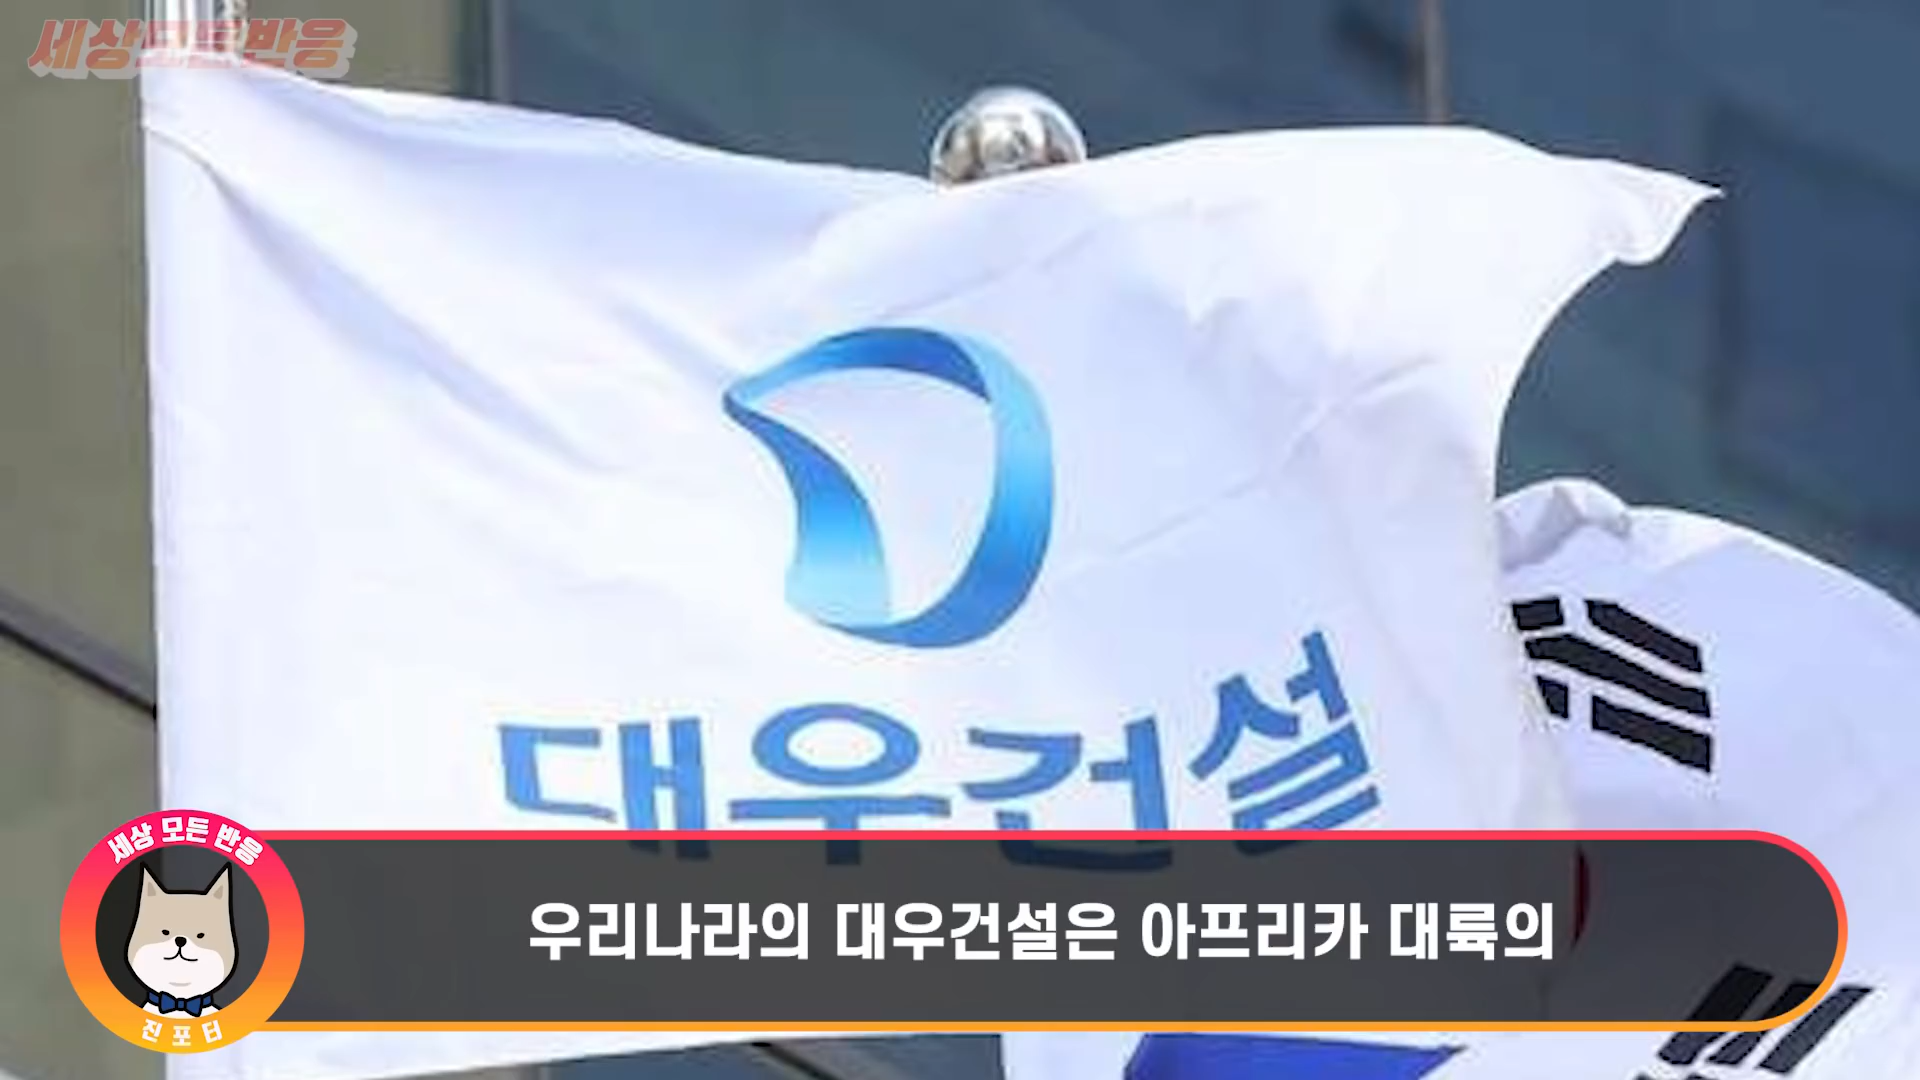 세상모든반응
대우건설
세상 모든 반응
우리나라의 대우건설은 아프리카 대륙의
진포터